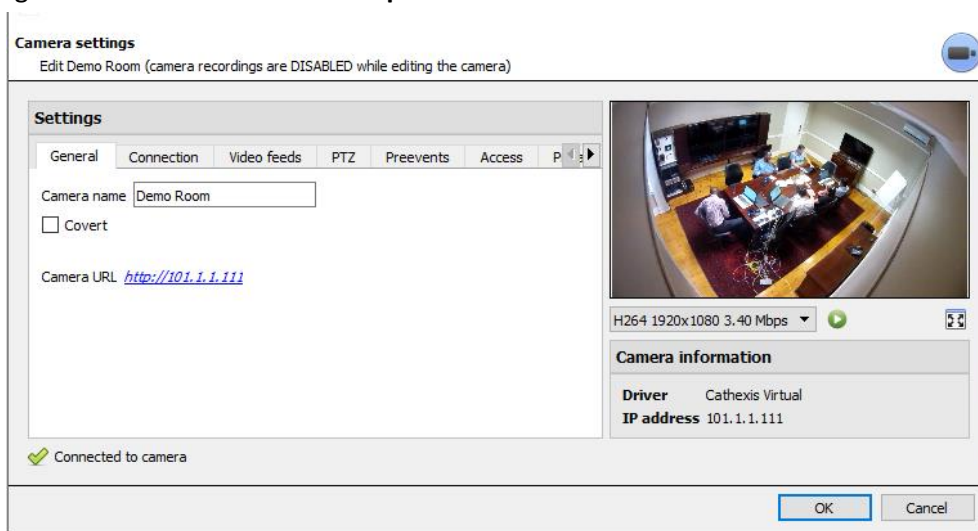 Camera settings
Edit Demo Room (camera recordings are DISABLED while editing the camera)
Settings
General Connection Video feeds PTZ Preevents Access
Camera name Demo Room
Covert
Camera URL http://101.1.1.111
H264 1920x1080 3.40 Mbps
Camera information
Driver Cathexis Virtual
IP address 101.1.1.111
Connected to camera
OK Cancel